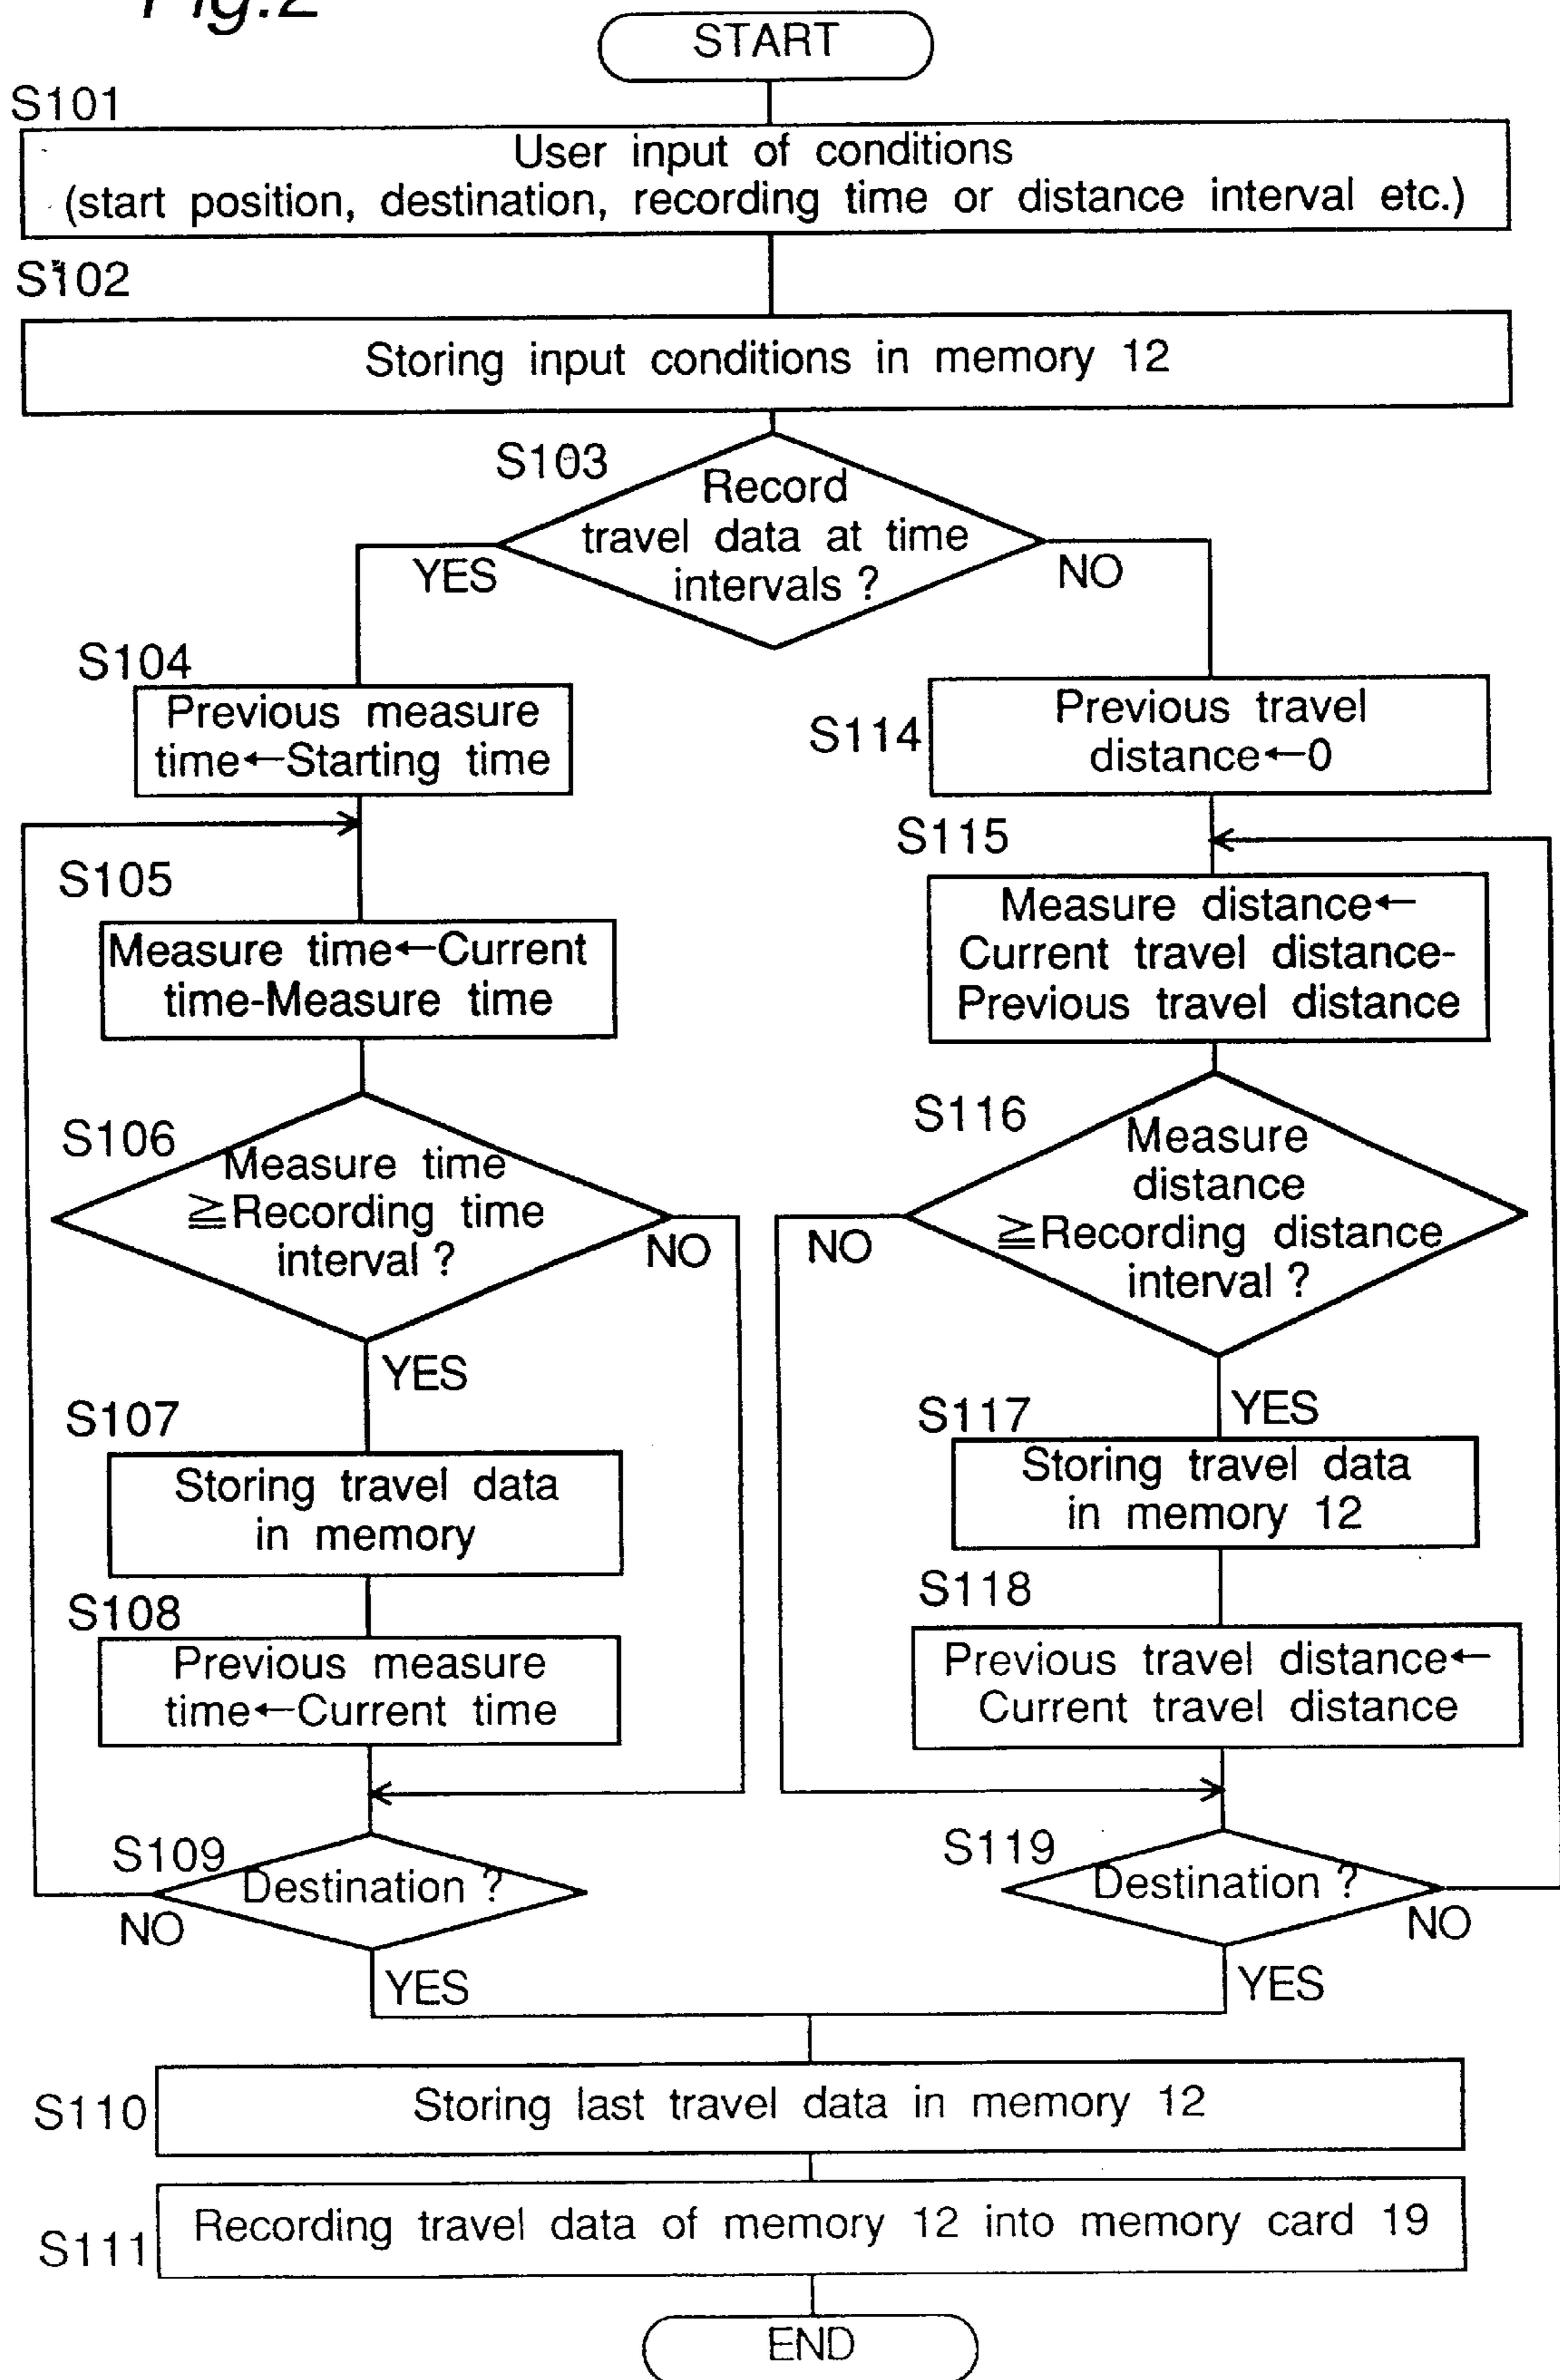 Fig.2
START
S101
User input of conditions
(start position, destination, recording time or distance interval etc.)
S102
Storing input conditions in memory 12
S103
Record
travel data at time
intervals ?
YES
NO
S104
Previous measure
time←Starting time
S114
Previous travel
distance←0
S105
Measure time←Current
time-Measure time
S115
Measure distance←
Current travel distance-
Previous travel distance
S106
Measure time
≧Recording time
interval ?
NO
YES
S116
Measure
distance
≧Recording distance
interval ?
NO
YES
S107
Storing travel data
in memory
S117
Storing travel data
in memory 12
S108
Previous measure
time←Current time
S118
Previous travel distance←
Current travel distance
S109
Destination ?
NO
YES
S119
Destination ?
NO
YES
S110
Storing last travel data in memory 12
S111
Recording travel data of memory 12 into memory card 19
END